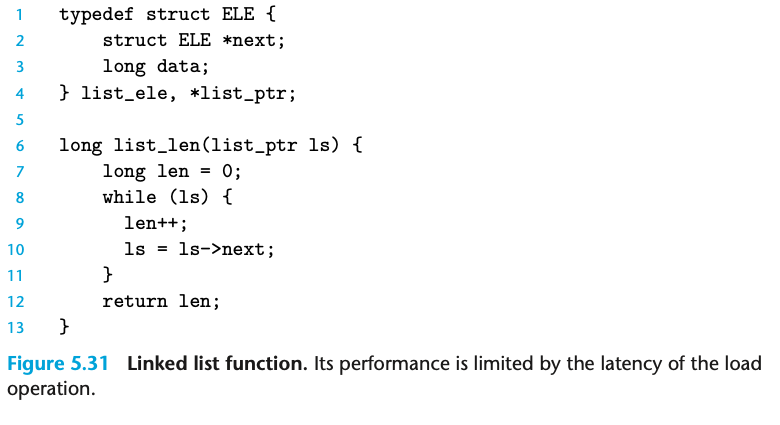 1 typedef struct ELE {
2 struct ELE *next;
3 long data;
4 } list_ele, *list_ptr;
5
6 long list_len(list_ptr ls) {
7 long len = 0;
8 while (ls) {
9 len++;
10 ls = ls->next;
11 }
12 return len;
13 }
Figure 5.31 Linked list function. Its performance is limited by the latency of the load
operation.